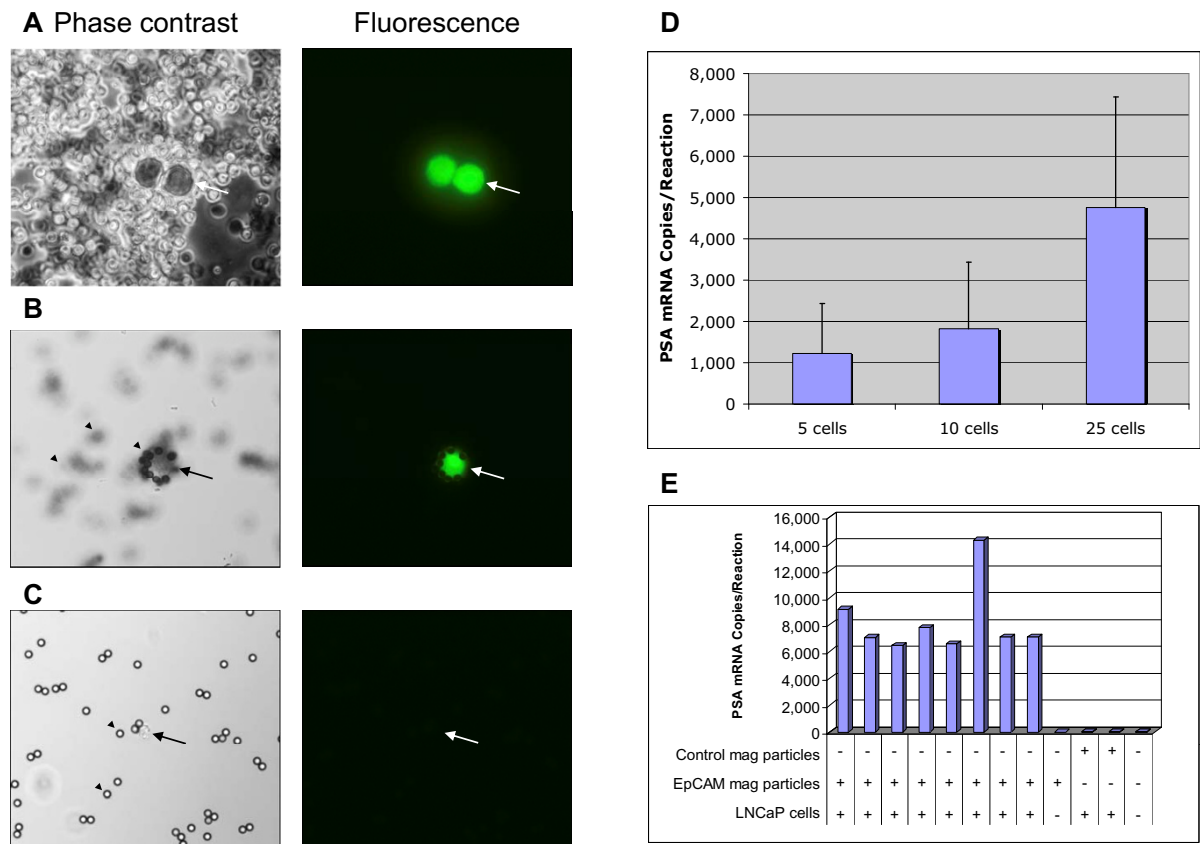 A Phase contrast
Fluorescence
B
C
D
8,000
7,000
6,000
5,000
4,000
3,000
2,000
1,000
0
PSA mRNA Copies/Reaction
5 cells 10 cells 25 cells
E
16,000
14,000
12,000
10,000
8,000
6,000
4,000
2,000
0
PSA mRNA Copies/Reaction
Control mag particles - - - - - - - - - + + -
EpCAM mag particles + + + + + + + + + - - -
LNCaP cells + + + + + + + + - + + -